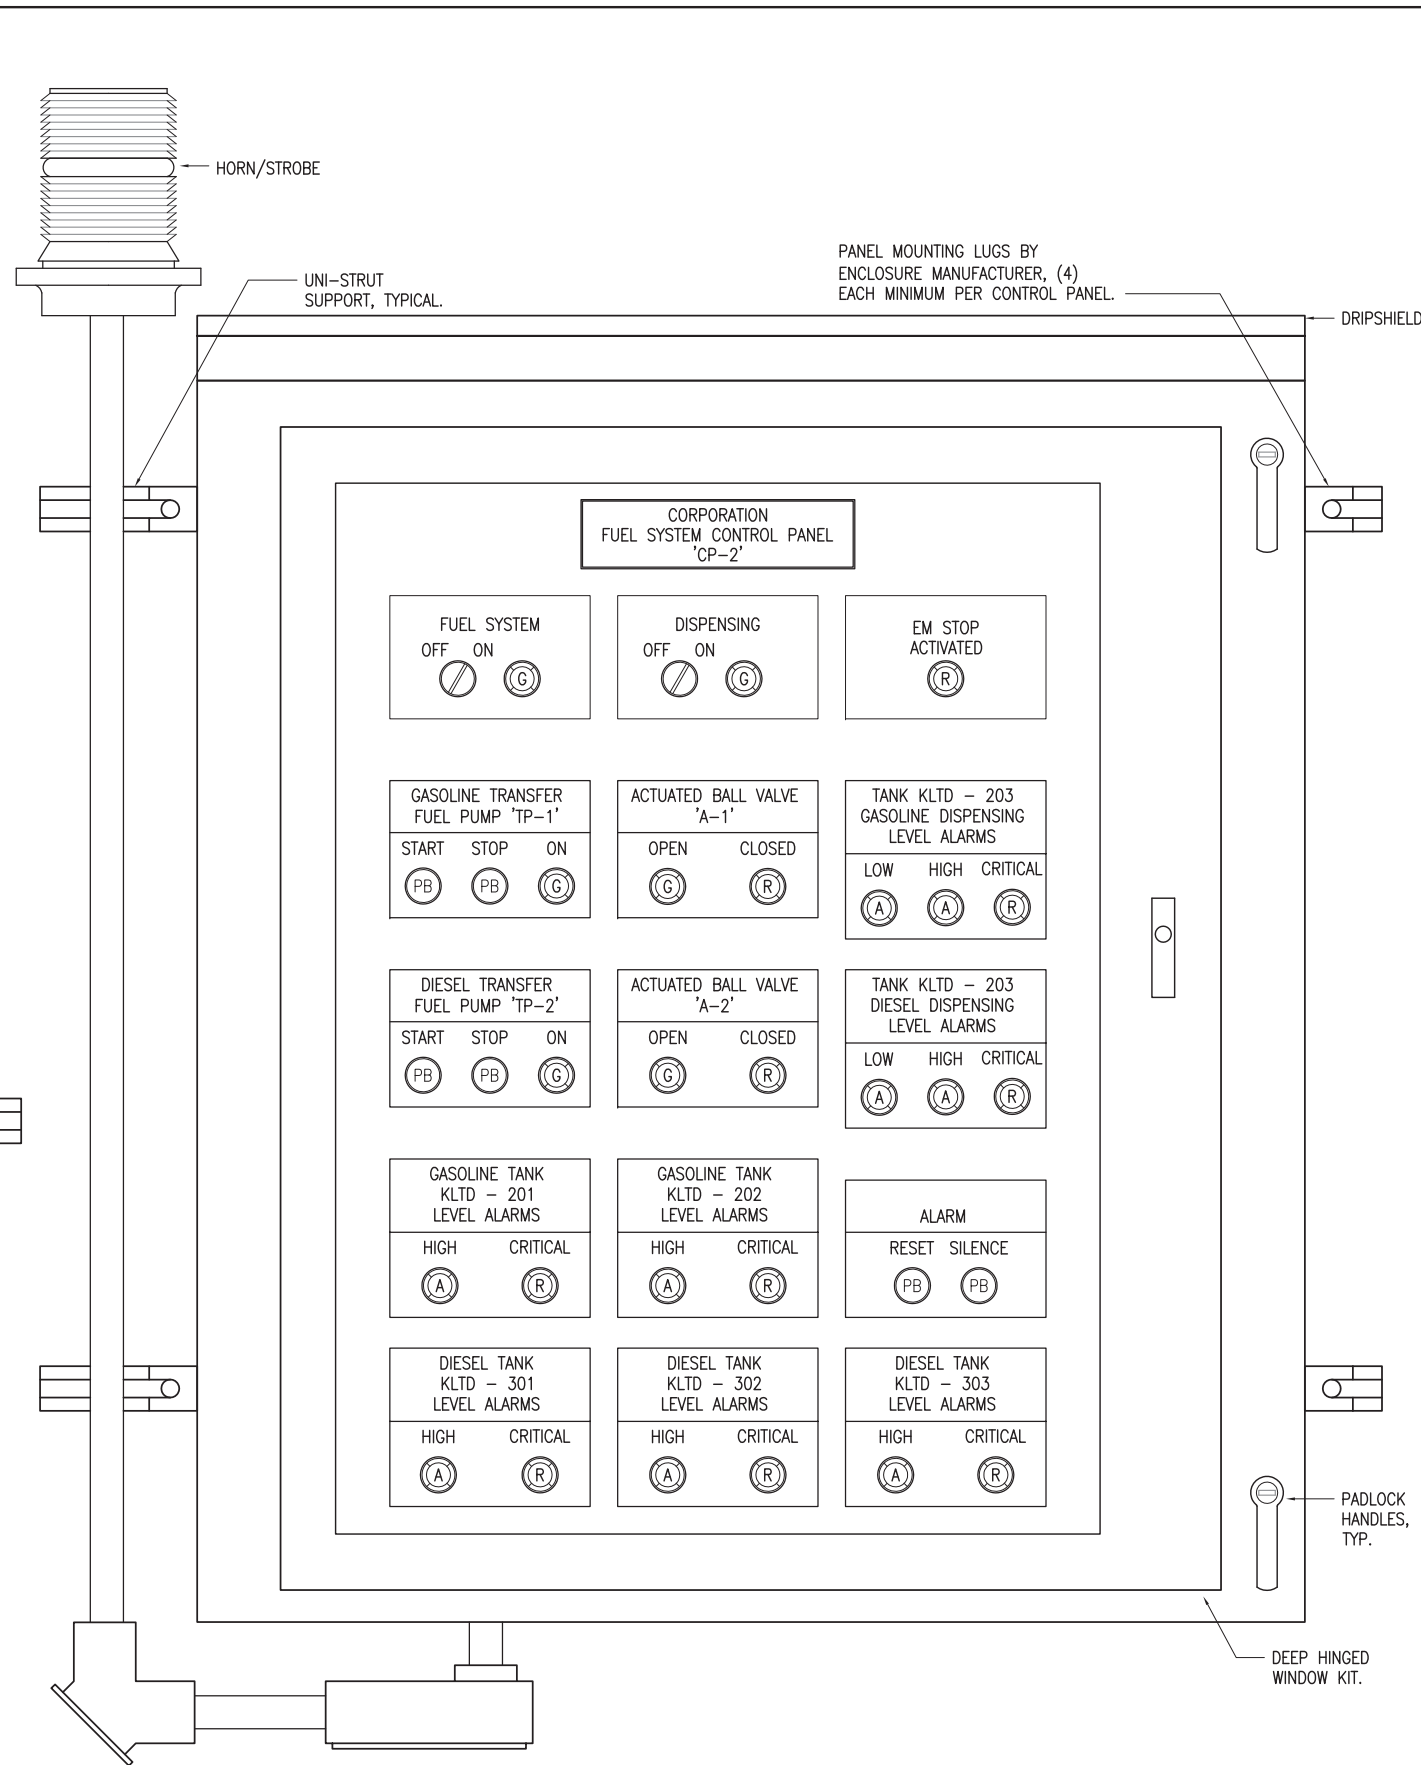 HORN/STROBE
UNI-STRUT
SUPPORT, TYPICAL.
PANEL MOUNTING LUGS BY
ENCLOSURE MANUFACTURER, (4)
EACH MINIMUM PER CONTROL PANEL.
DRIPSHIELD
CORPORATION
FUEL SYSTEM CONTROL PANEL
'CP-2'
FUEL SYSTEM
OFF ON
G
DISPENSING
OFF ON
G
EM STOP
ACTIVATED
R
GASOLINE TRANSFER
FUEL PUMP 'TP-1'
START STOP ON
PB PB G
ACTUATED BALL VALVE
'A-1'
OPEN CLOSED
G R
TANK KLTD - 203
GASOLINE DISPENSING
LEVEL ALARMS
LOW HIGH CRITICAL
A A R
DIESEL TRANSFER
FUEL PUMP 'TP-2'
START STOP ON
PB PB G
ACTUATED BALL VALVE
'A-2'
OPEN CLOSED
G R
TANK KLTD - 203
DIESEL DISPENSING
LEVEL ALARMS
LOW HIGH CRITICAL
A A R
GASOLINE TANK
KLTD - 201
LEVEL ALARMS
HIGH CRITICAL
A R
GASOLINE TANK
KLTD - 202
LEVEL ALARMS
HIGH CRITICAL
A R
ALARM
RESET SILENCE
PB PB
DIESEL TANK
KLTD - 301
LEVEL ALARMS
HIGH CRITICAL
A R
DIESEL TANK
KLTD - 302
LEVEL ALARMS
HIGH CRITICAL
A R
DIESEL TANK
KLTD - 303
LEVEL ALARMS
HIGH CRITICAL
A R
PADLOCK
HANDLES,
TYP.
DEEP HINGED
WINDOW KIT.